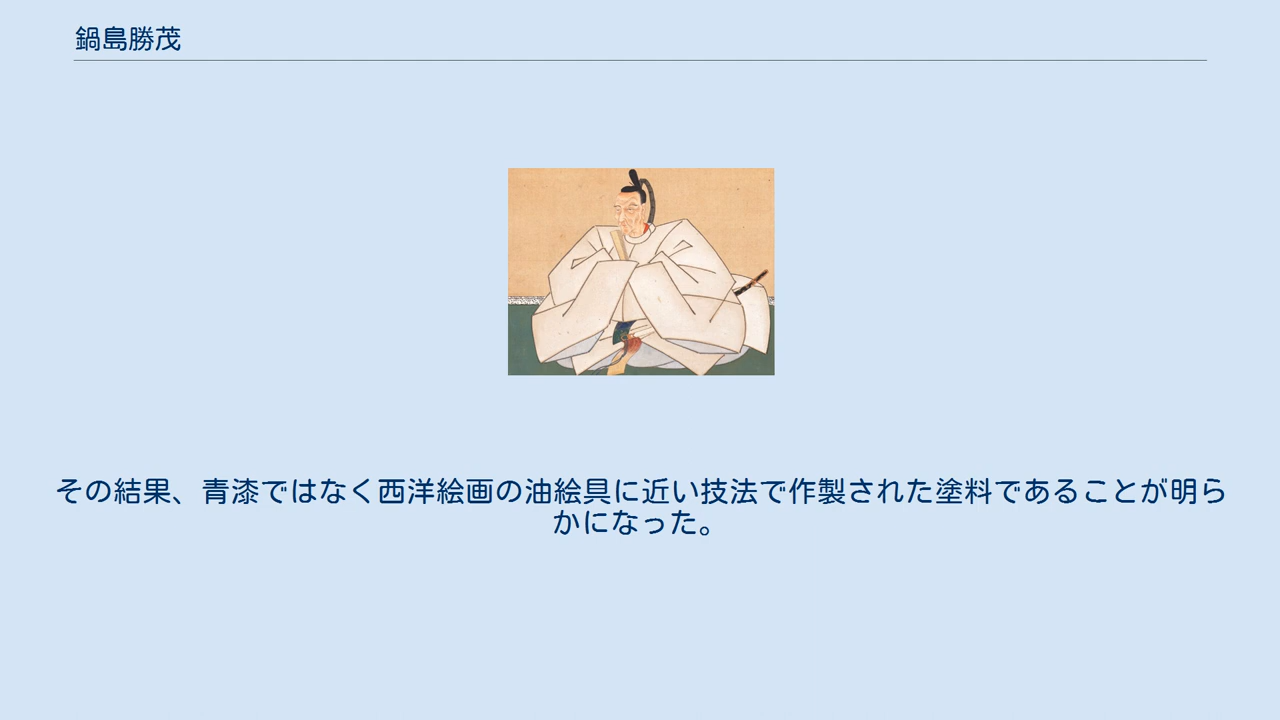 鍋島勝茂
その結果、青漆ではなく西洋絵画の油絵具に近い技法で作製された塗料であることが明ら
かになった。